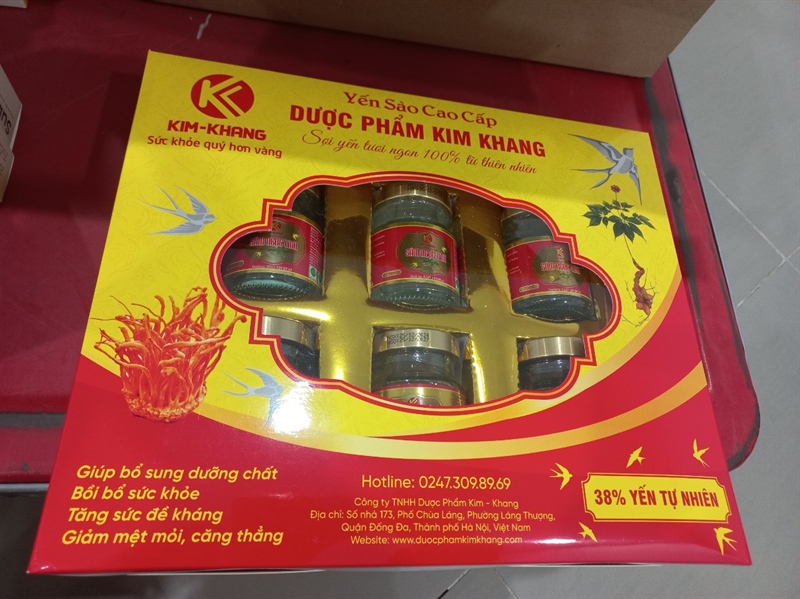 KIM-KHANG
Sức khỏe quý hơn vàng
Yến Sào Cao Cấp
DƯỢC PHẨM KIM KHANG
Sợi yến tươi ngon 100% từ thiên nhiên
Giúp bổ sung dưỡng chất
Bồi bổ sức khỏe
Tăng sức đề kháng
Giảm mệt mỏi, căng thẳng
Hotline: 0247.309.89.69
Công ty TNHH Dược Phẩm Kim - Khang
Địa chỉ: Số nhà 173, Phố Chùa Láng, Phường Láng Thượng,
Quận Đống Đa, Thành phố Hà Nội, Việt Nam
Website: www.duocphamkimkhang.com
38% YẾN TỰ NHIÊN